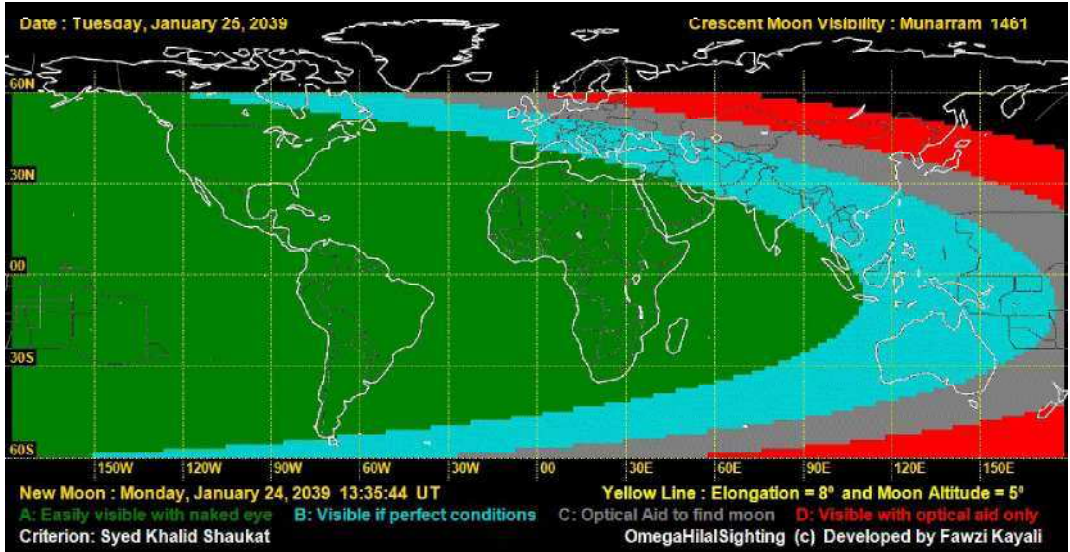 Date : Tuesday, January 25, 2039
Crescent Moon Visibility : Muharram 1461
60N
30N
00
30S
60S
150W 120W 90W 60W 30W 00 30E 60E 90E 120E 150E
New Moon : Monday, January 24, 2039 13:35:44 UT
Yellow Line : Elongation = 8º and Moon Altitude = 5º
A: Easily visible with naked eye B: Visible if perfect conditions C: Optical Aid to find moon D: Visible with optical aid only
Criterion: Syed Khalid Shaukat
OmegaHilalSighting (c) Developed by Fawzi Kayali